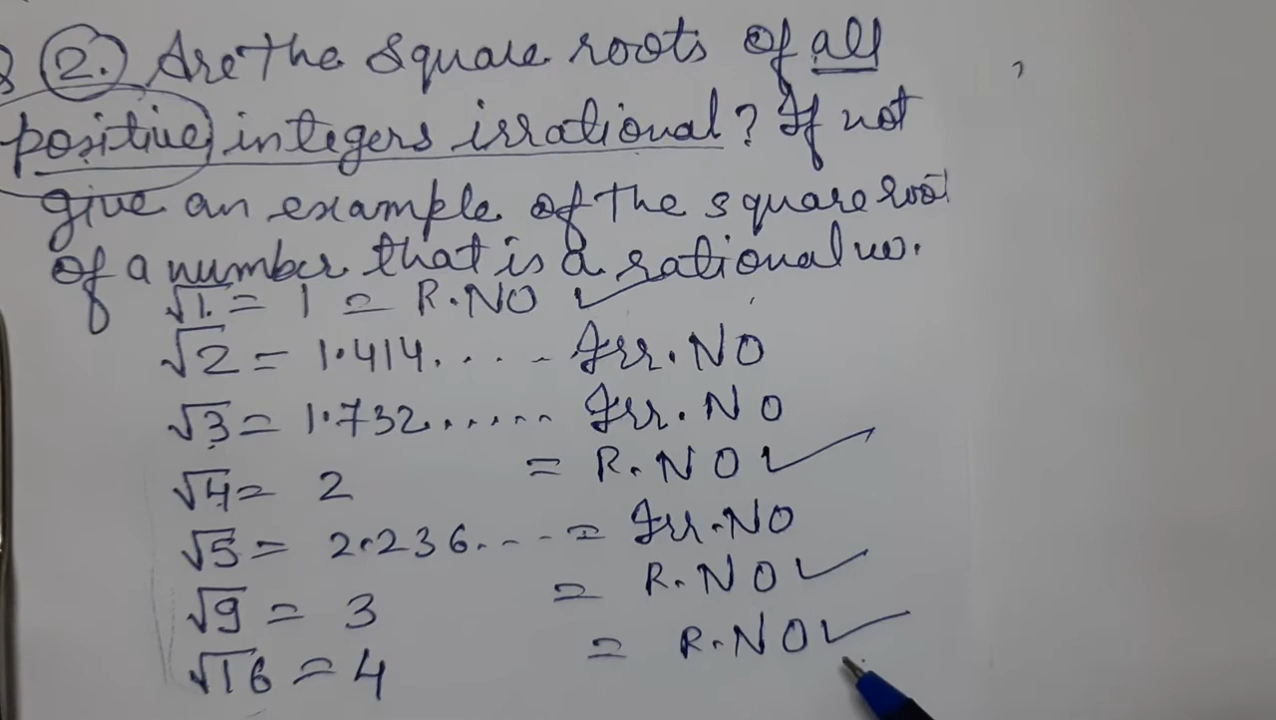 2. Are the square roots of all
positive integers irrational? If not
give an example of the square root
of a number that is a rational no.
√1 = 1 = R.NO ✓
√2 = 1.414.... Irr.NO
√3 = 1.732...... Irr.NO
√4 = 2 = R.NO ✓
√5 = 2.236.... = Irr.NO
√9 = 3 = R.NO ✓
√16 = 4 = R.NO ✓